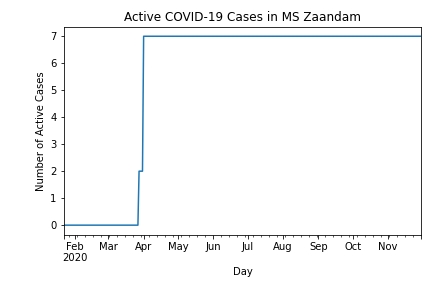 Active COVID-19 Cases in MS Zaandam
7
6
5
4
3
2
1
0
Number of Active Cases
Feb Mar Apr May Jun Jul Aug Sep Oct Nov
2020
Day